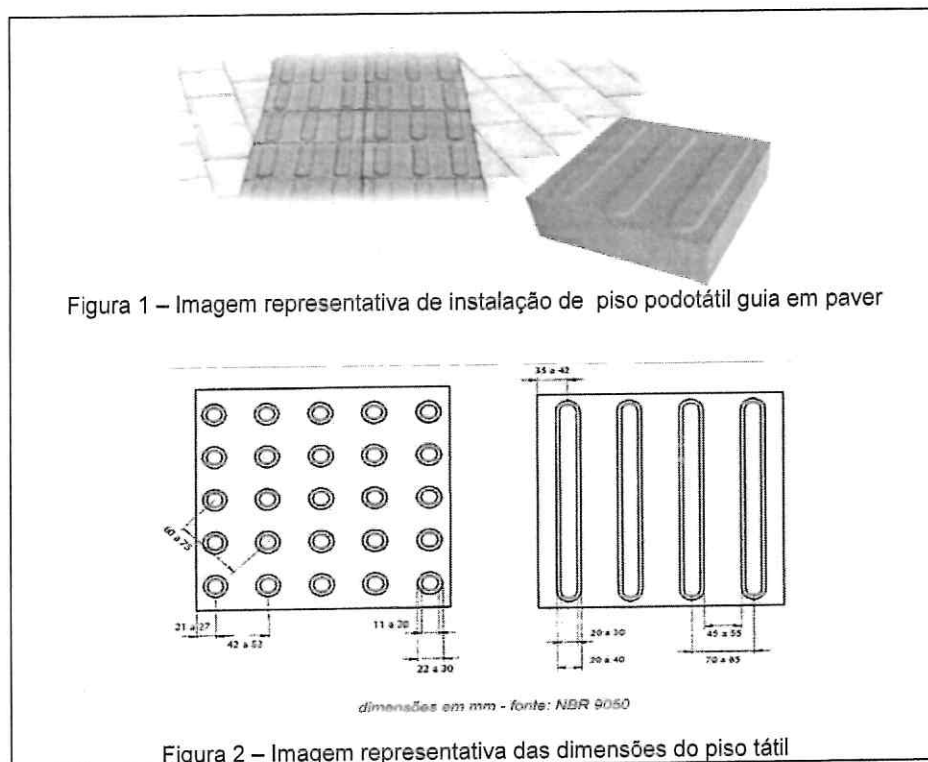 Figura 1 – Imagem representativa de instalação de piso podotátil guia em paver
35 a 42
60 a 75
21 a 27
42 a 53
11 a 20
22 a 30
20 a 30
20 a 40
45 a 55
70 a 85
dimensões em mm - fonte: NBR 9050
Figura 2 – Imagem representativa das dimensões do piso tátil